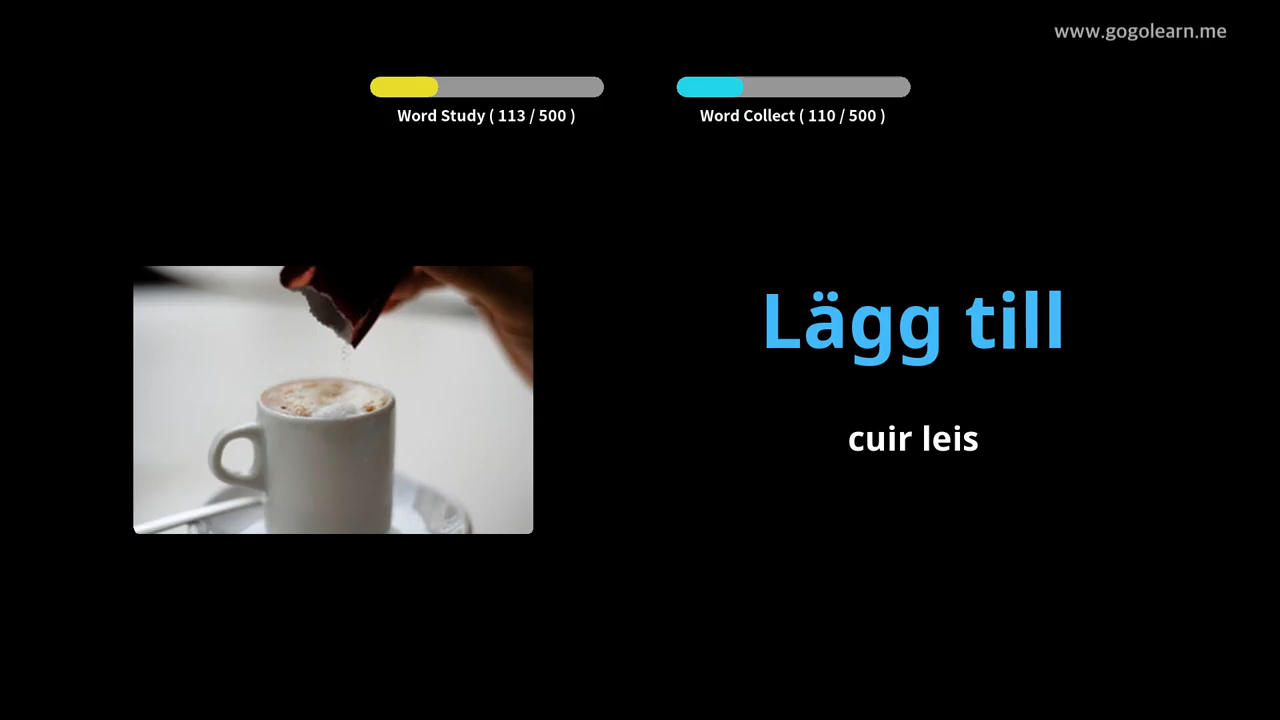 www.gogolearn.me
Word Study ( 113 / 500 )
Word Collect ( 110 / 500 )
Lägg till
cuir leis